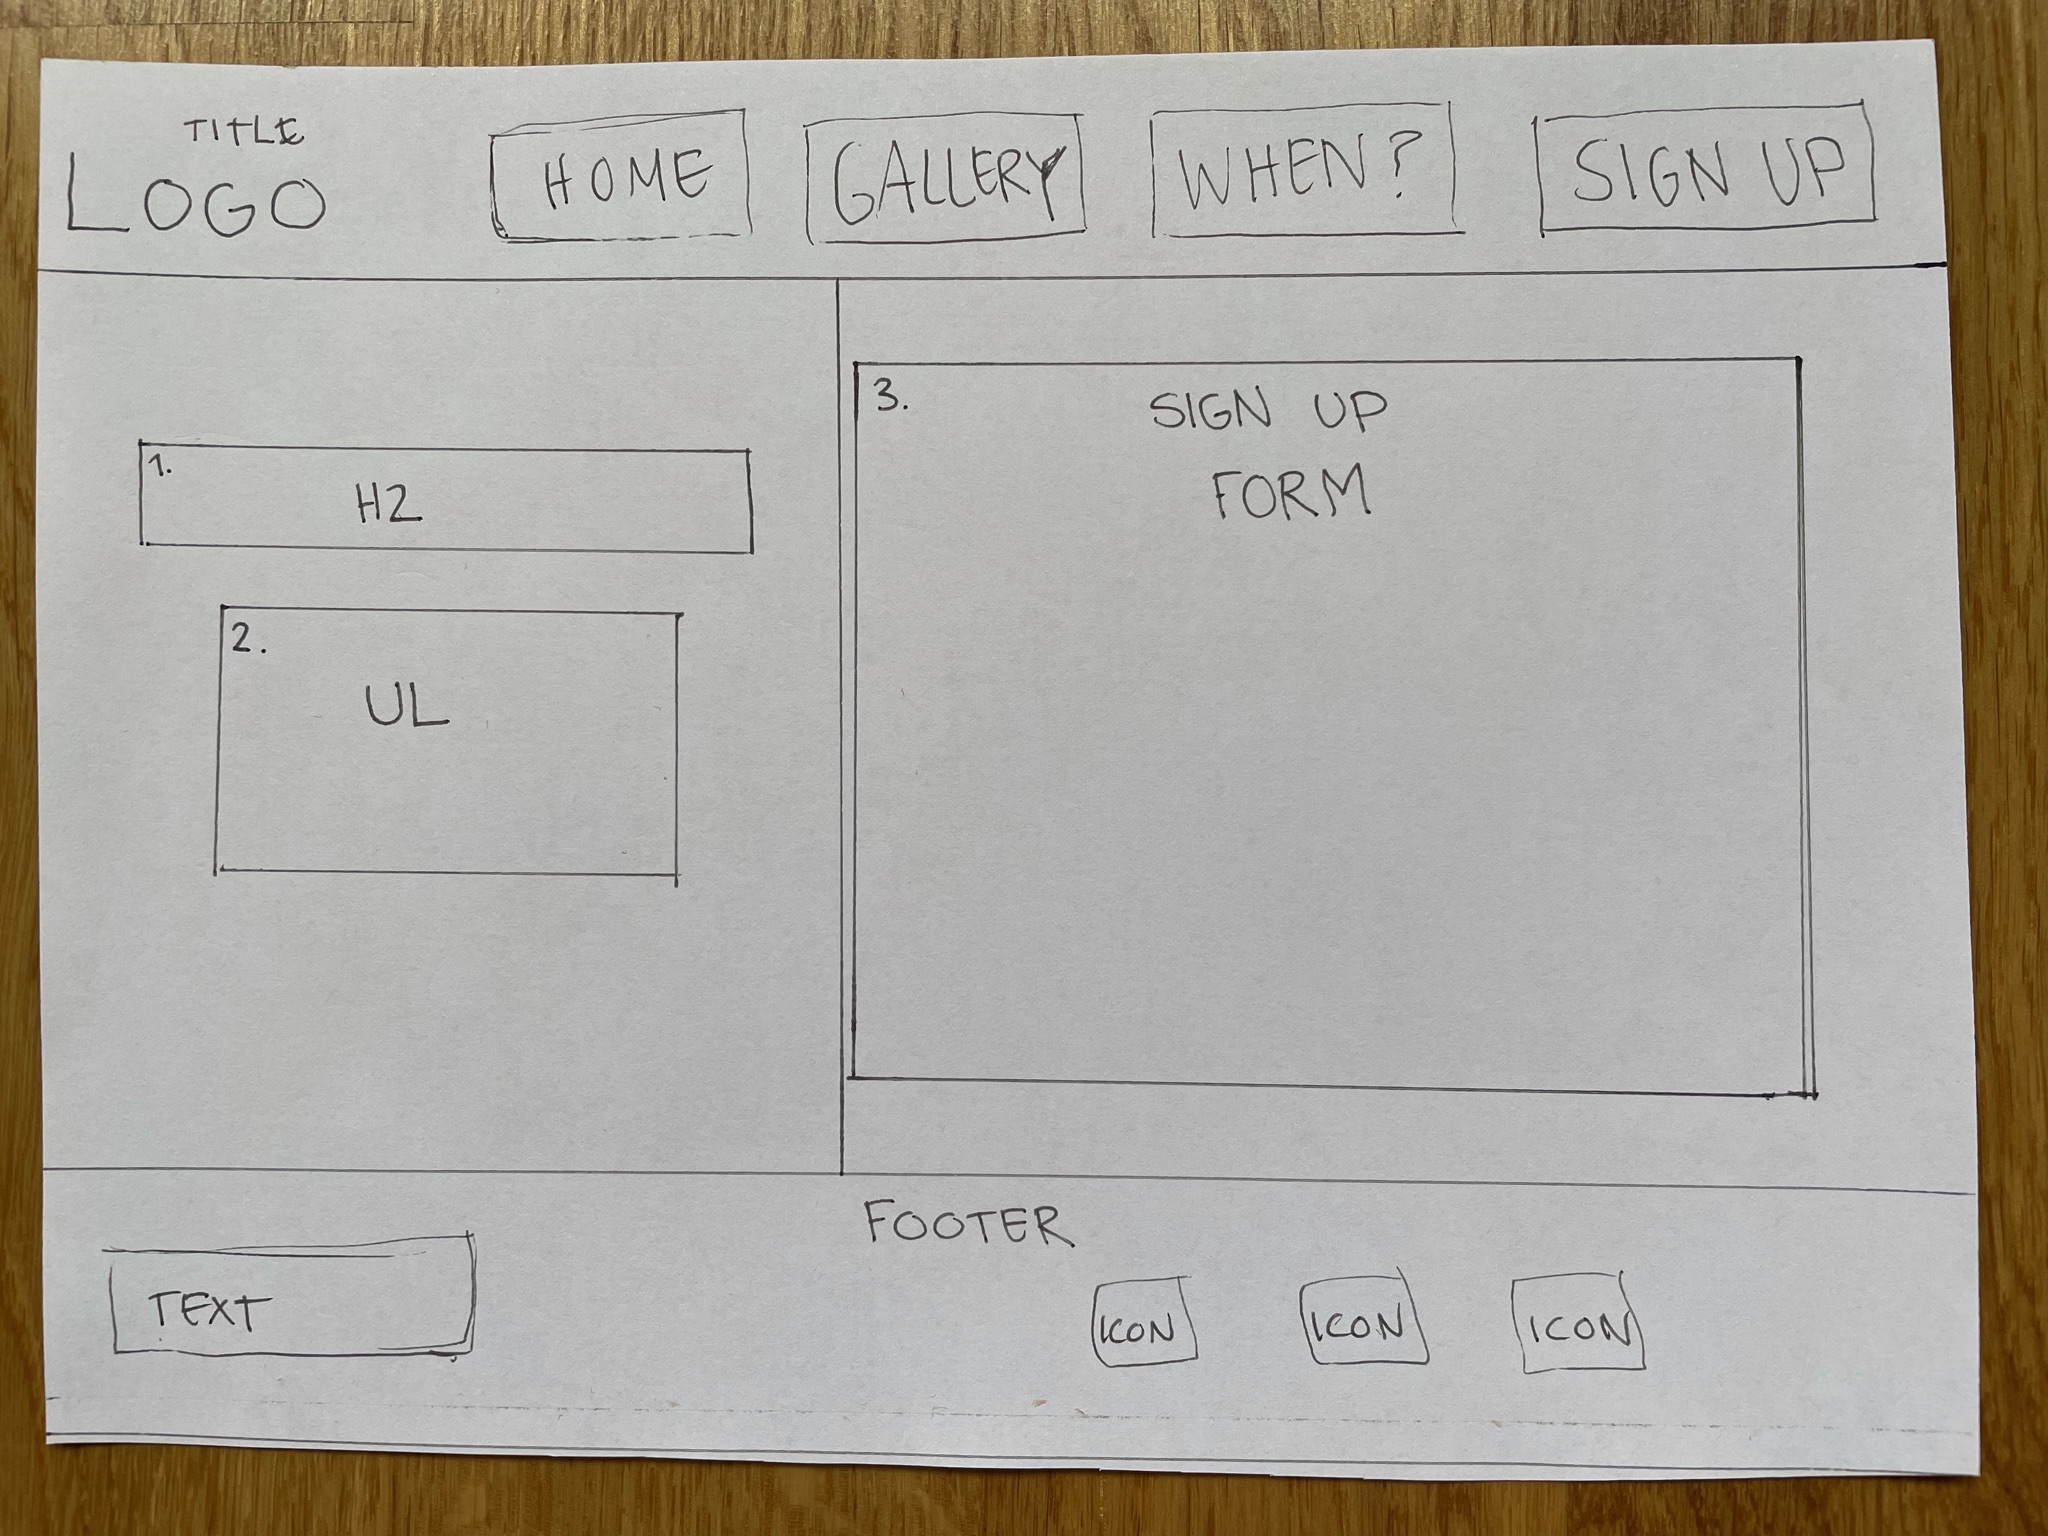 TITLE
LOGO
HOME
GALLERY
WHEN?
SIGN UP
1.
H2
2.
UL
3.
SIGN UP
FORM
FOOTER
TEXT
ICON
ICON
ICON